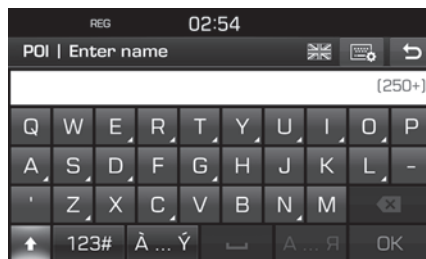 REG 02:54
POI | Enter name
(250+)
Q W E R T Y U I O P
A S D F G H J K L -
' Z X C V B N M
123# À ... Ý A ... Я OK